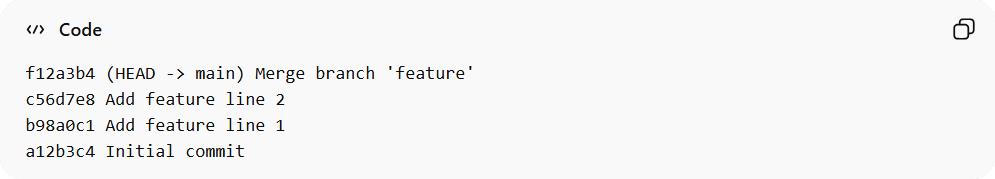 Code
f12a3b4 (HEAD -> main) Merge branch 'feature'
c56d7e8 Add feature line 2
b98a0c1 Add feature line 1
a12b3c4 Initial commit